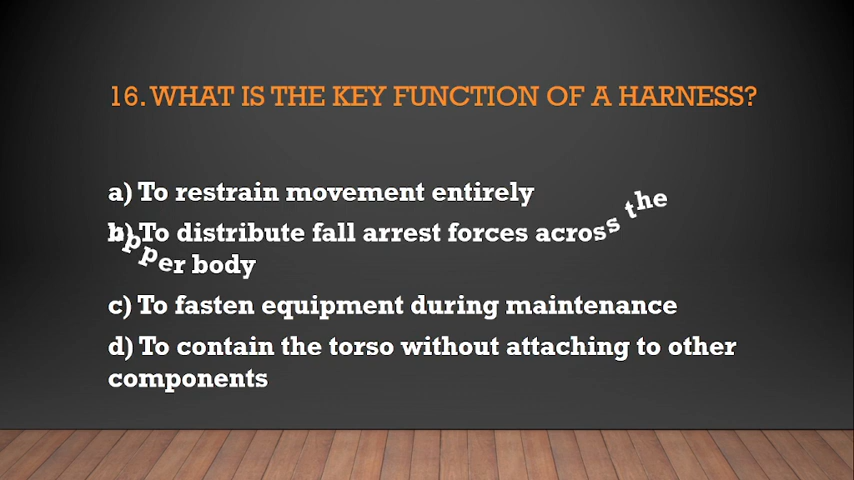 16. WHAT IS THE KEY FUNCTION OF A HARNESS?
a) To restrain movement entirely
b) To distribute fall arrest forces across the
upper body
c) To fasten equipment during maintenance
d) To contain the torso without attaching to other
components